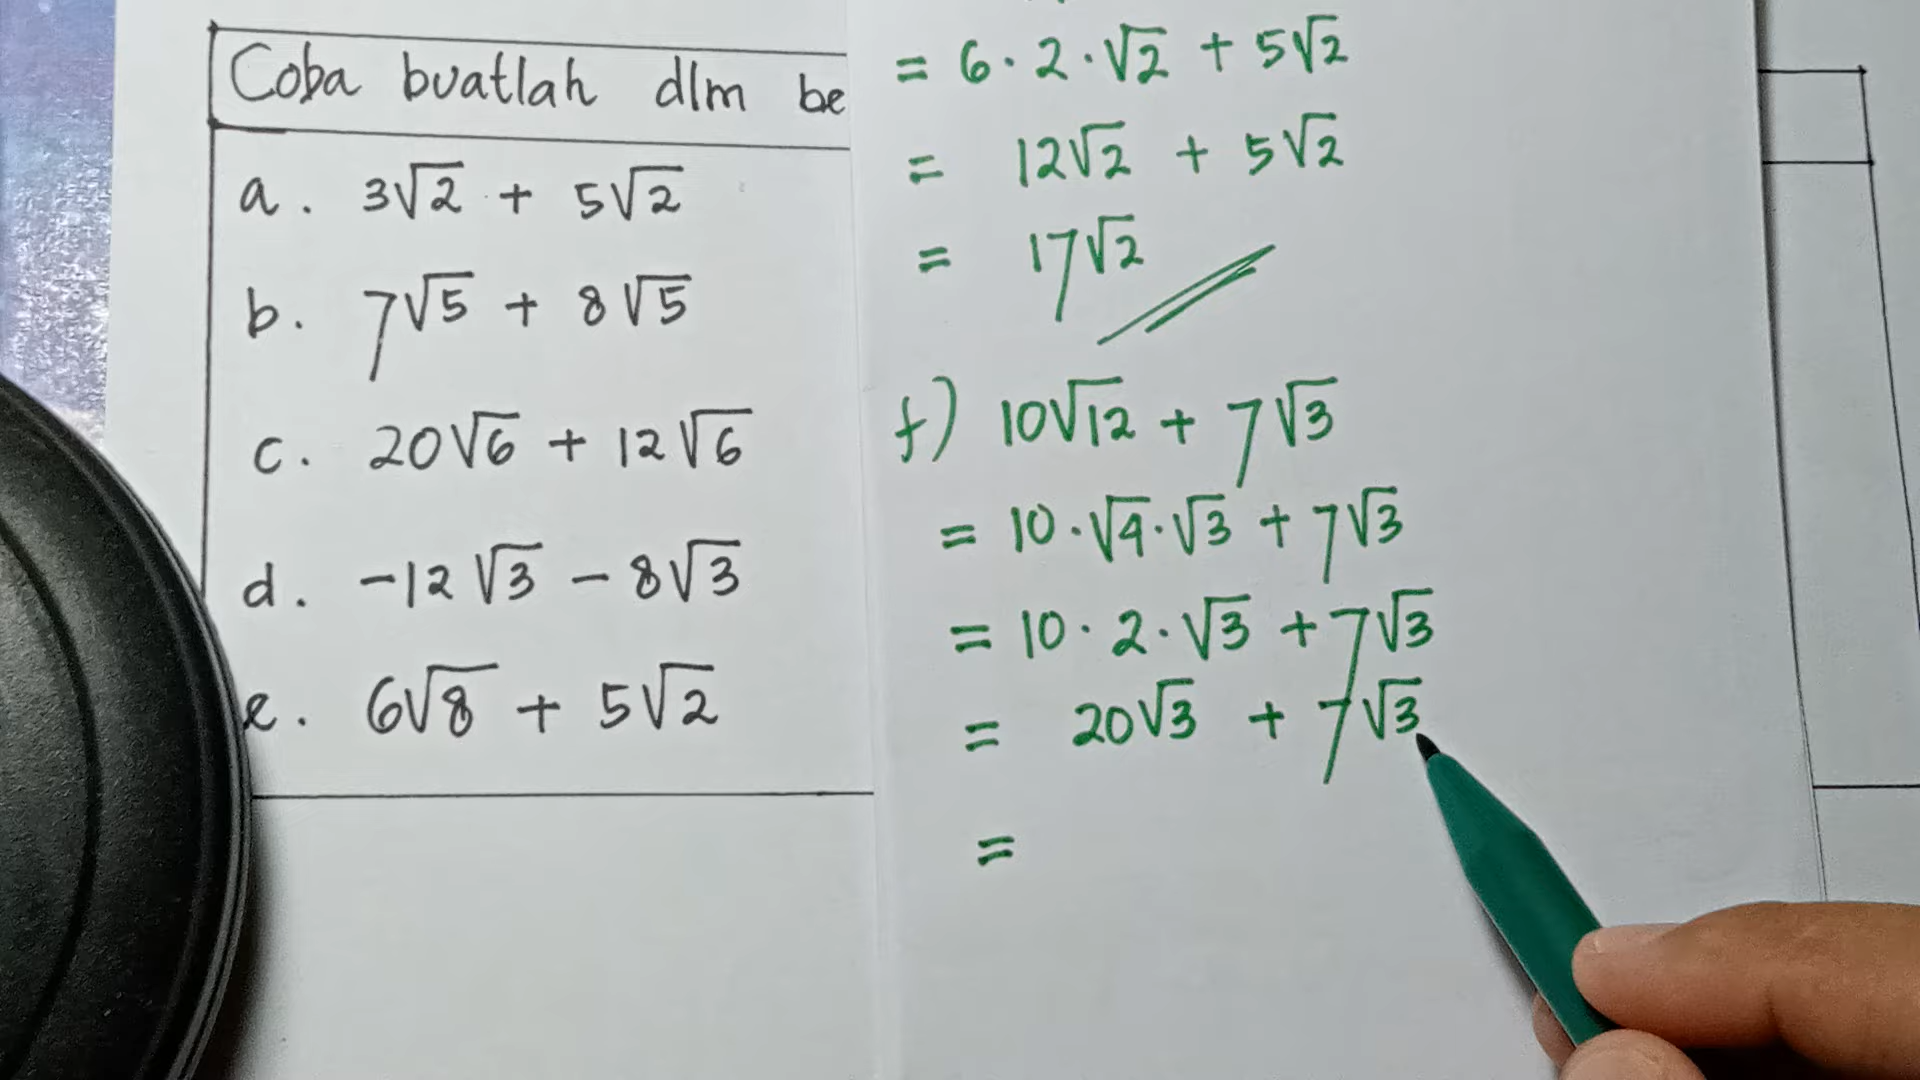 Coba buatlah dlm be
a. 3√2 + 5√2
b. 7√5 + 8√5
c. 20√6 + 12√6
d. -12√3 - 8√3
e. 6√8 + 5√2
= 6 · 2 · √2 + 5√2
= 12√2 + 5√2
= 17√2
f) 10√12 + 7√3
= 10 · √4 · √3 + 7√3
= 10 · 2 · √3 + 7√3
= 20√3 + 7√3
=